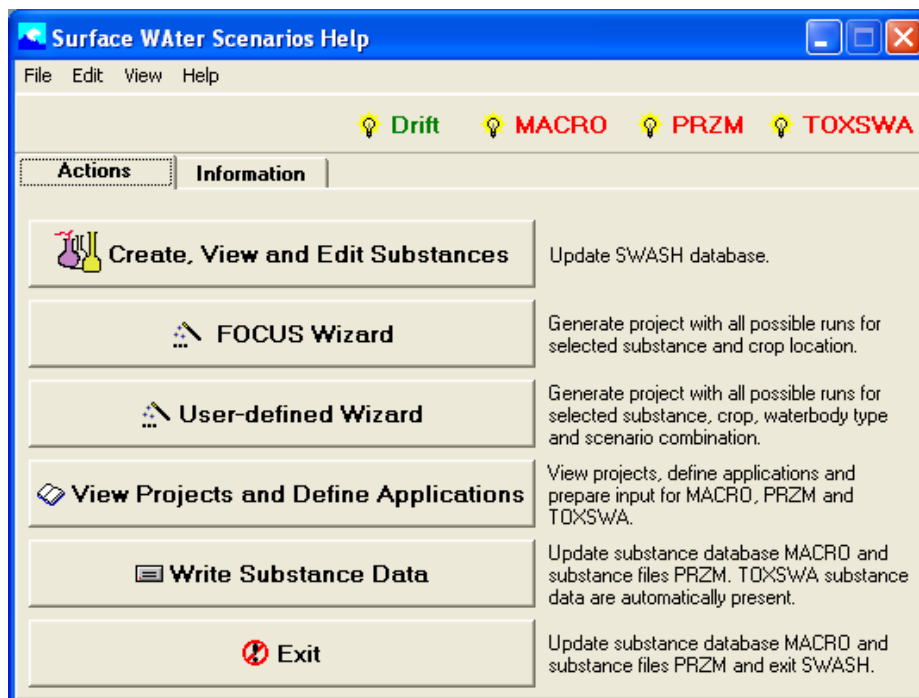 Surface WAter Scenarios Help
File Edit View Help
Drift MACRO PRZM TOXSWA
Actions Information
Create, View and Edit Substances
Update SWASH database.
FOCUS Wizard
Generate project with all possible runs for
selected substance and crop location.
User-defined Wizard
Generate project with all possible runs for
selected substance, crop, waterbody type
and scenario combination.
View Projects and Define Applications
View projects, define applications and
prepare input for MACRO, PRZM and
TOXSWA.
Write Substance Data
Update substance database MACRO and
substance files PRZM. TOXSWA substance
data are automatically present.
Exit
Update substance database MACRO and
substance files PRZM and exit SWASH.